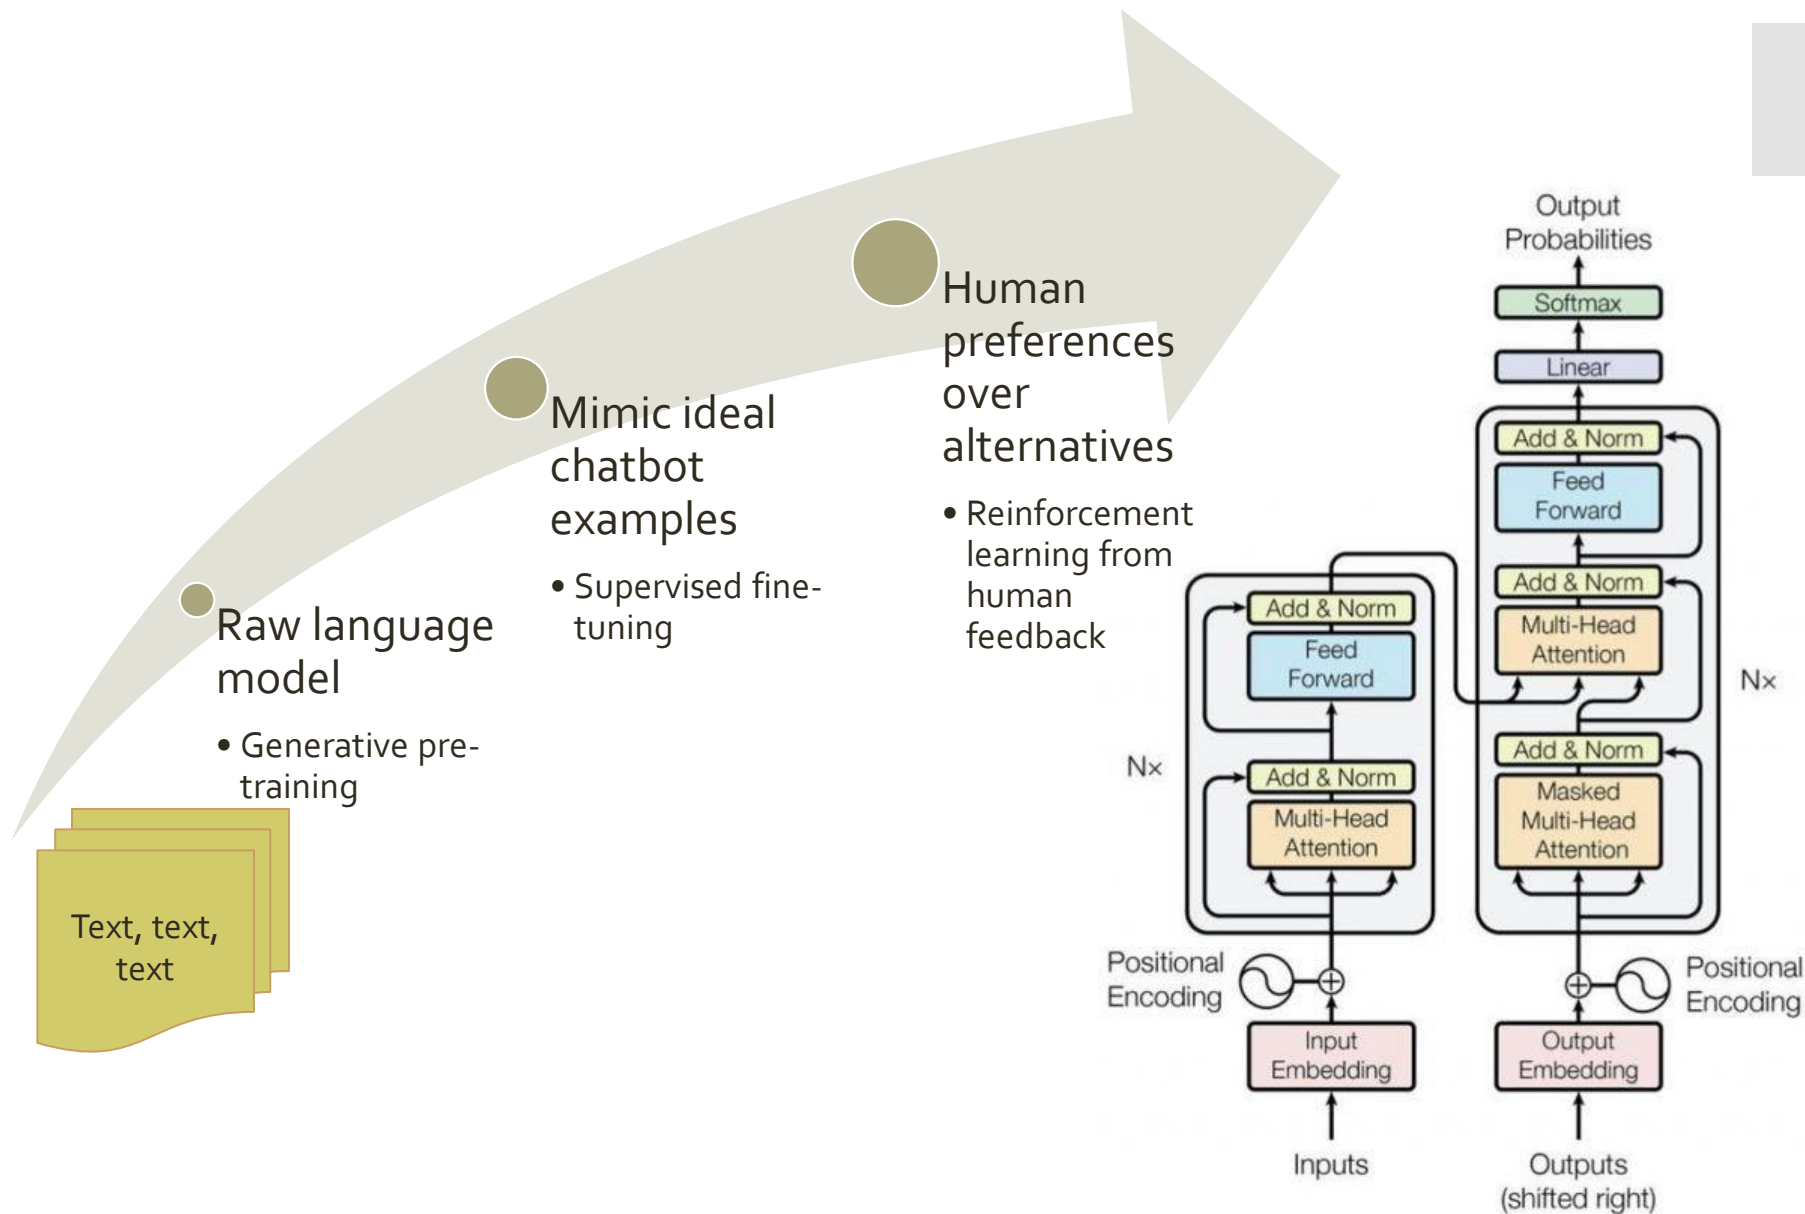 Text, text,
text
Raw language
model
• Generative pre-
training
Mimic ideal
chatbot
examples
• Supervised fine-
tuning
Human
preferences
over
alternatives
• Reinforcement
learning from
human
feedback
Output
Probabilities
Softmax
Linear
Add & Norm
Feed
Forward
Add & Norm
Multi-Head
Attention
Add & Norm
Masked
Multi-Head
Attention
N×
Add & Norm
Feed
Forward
Add & Norm
Multi-Head
Attention
N×
Positional
Encoding
Positional
Encoding
Input
Embedding
Output
Embedding
Inputs
Outputs
(shifted right)